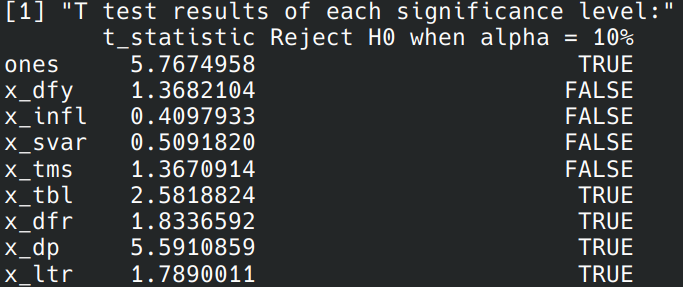 [1] "T test results of each significance level:"
t_statistic Reject H0 when alpha = 10%
ones 5.7674958 TRUE
x_dfy 1.3682104 FALSE
x_infl 0.4097933 FALSE
x_svar 0.5091820 FALSE
x_tms 1.3670914 FALSE
x_tbl 2.5818824 TRUE
x_dfr 1.8336592 TRUE
x_dp 5.5910859 TRUE
x_ltr 1.7890011 TRUE